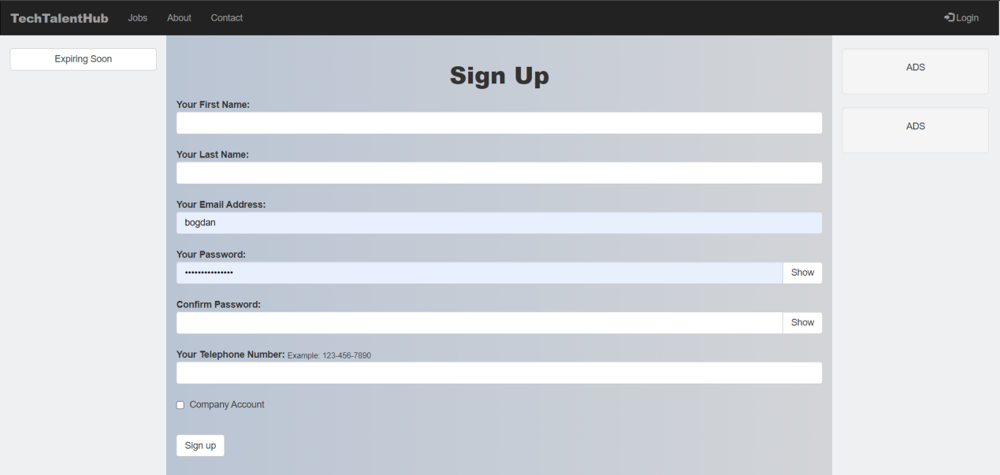 TechTalentHub Jobs About Contact Login
Expiring Soon
Sign Up
Your First Name:
Your Last Name:
Your Email Address:
bogdan
Your Password:
••••••••••••••• Show
Confirm Password:
Show
Your Telephone Number: Example: 123-456-7890
Company Account
Sign up
ADS
ADS